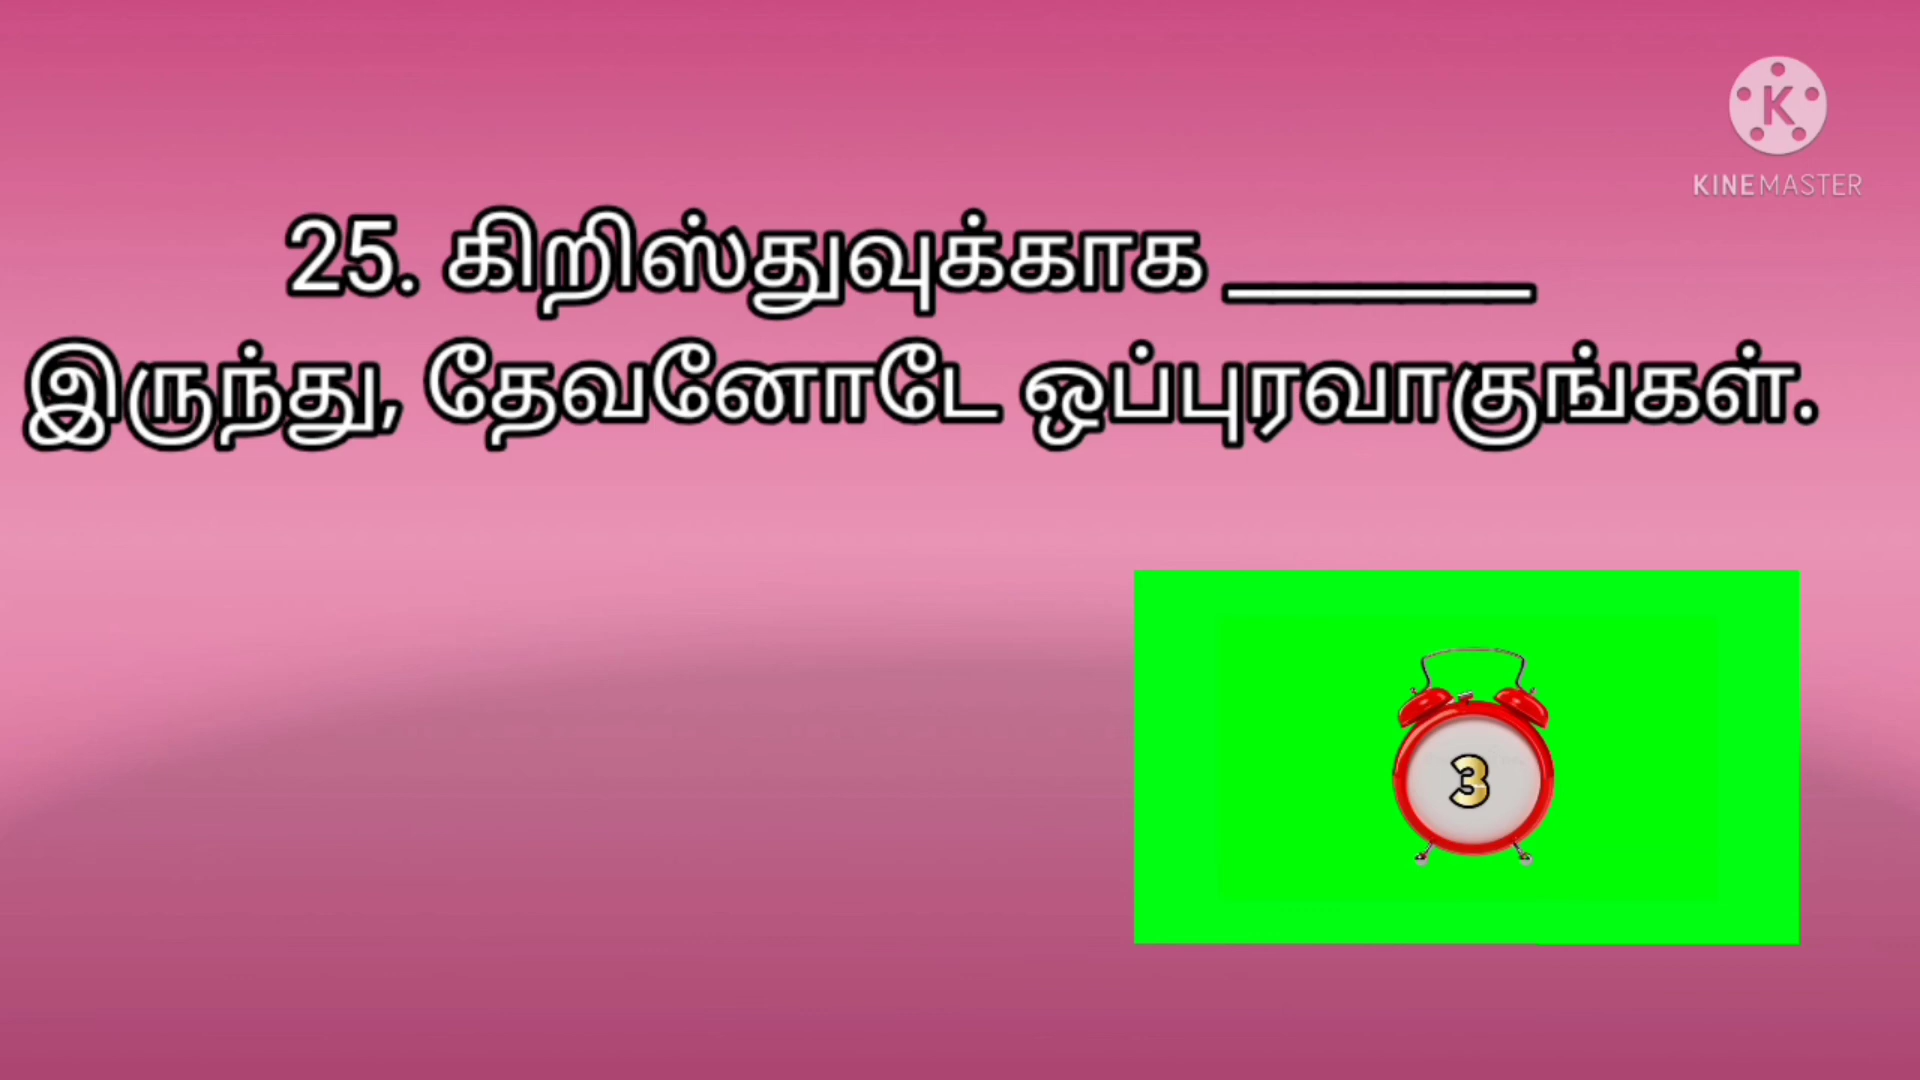 KINEMASTER
25. கிறிஸ்துவுக்காக ________
இருந்து, தேவனோடே ஒப்புரவாகுங்கள்.
3